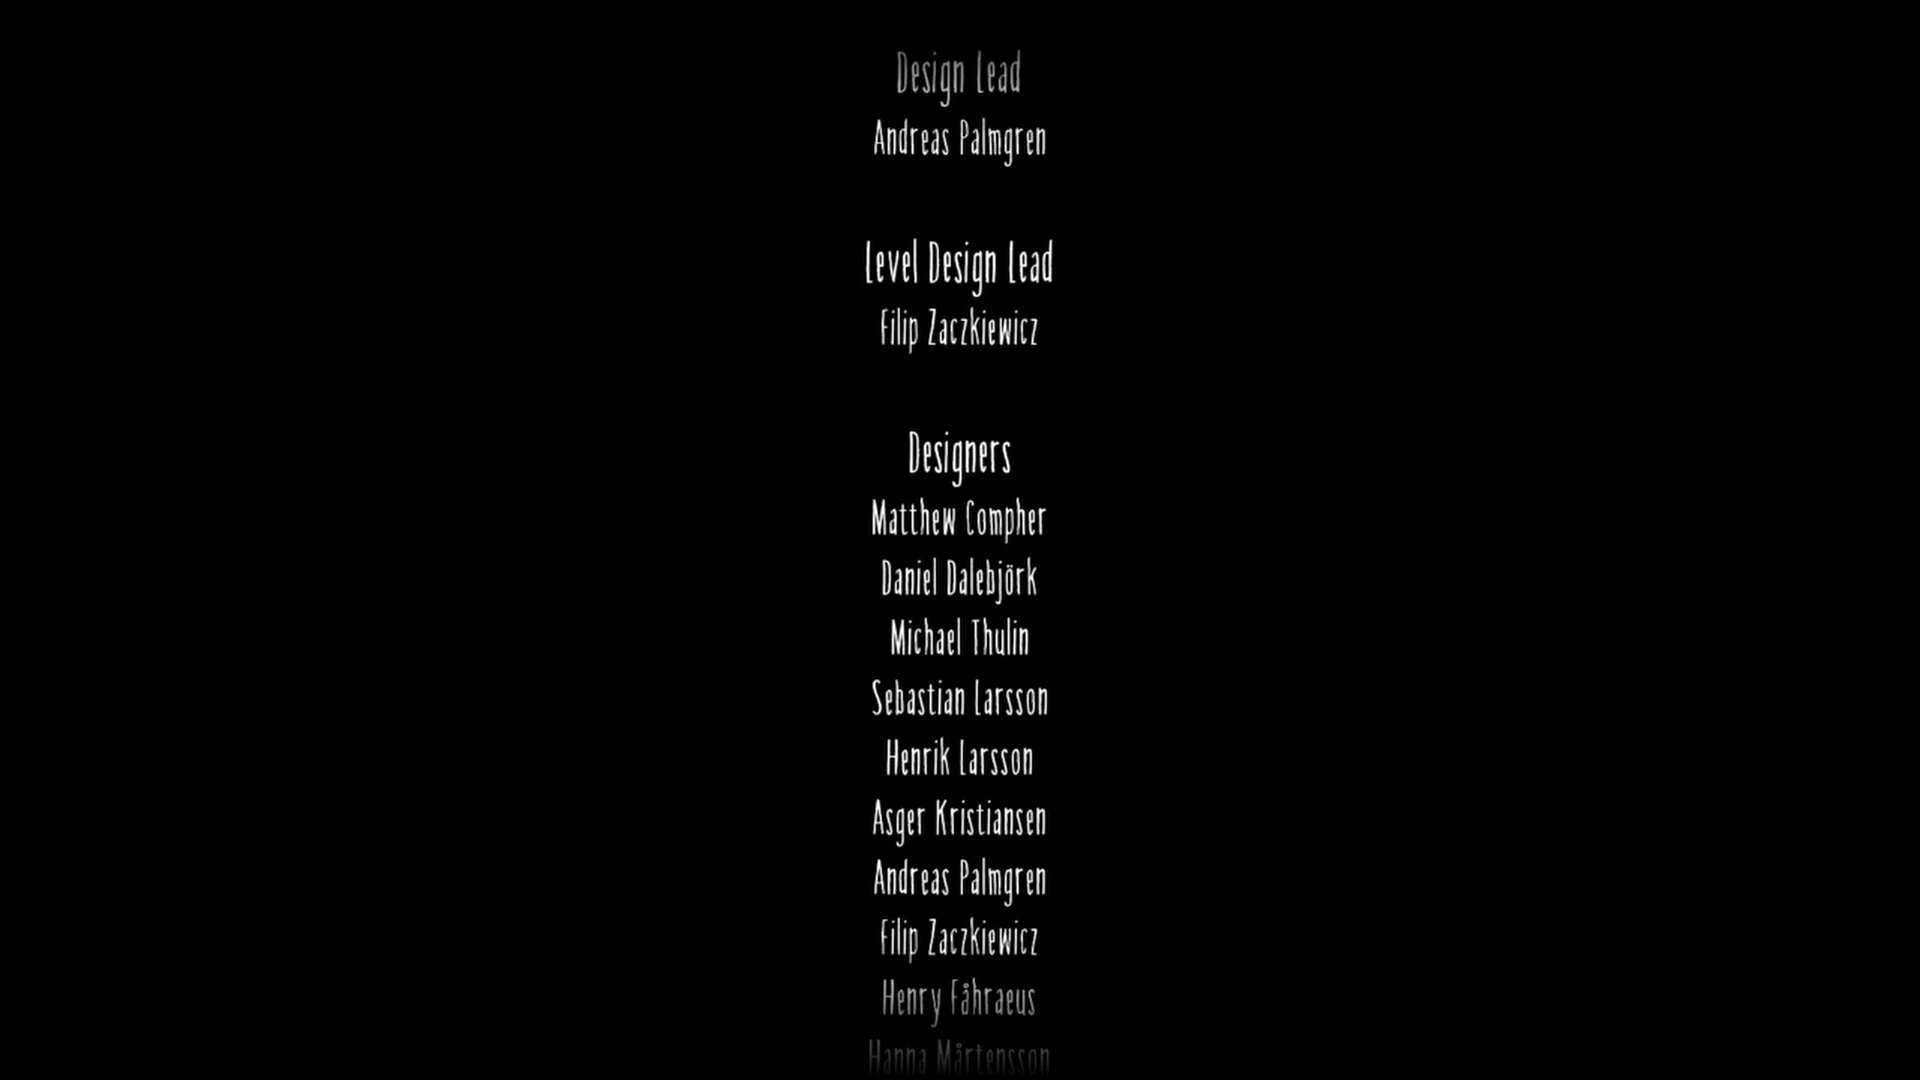 Design Lead
Andreas Palmgren
Level Design Lead
Filip Zaczkiewicz
Designers
Matthew Compher
Daniel Dalebjörk
Michael Thulin
Sebastian Larsson
Henrik Larsson
Asger Kristiansen
Andreas Palmgren
Filip Zaczkiewicz
Henry Fåhraeus
Hanna Mårtensson